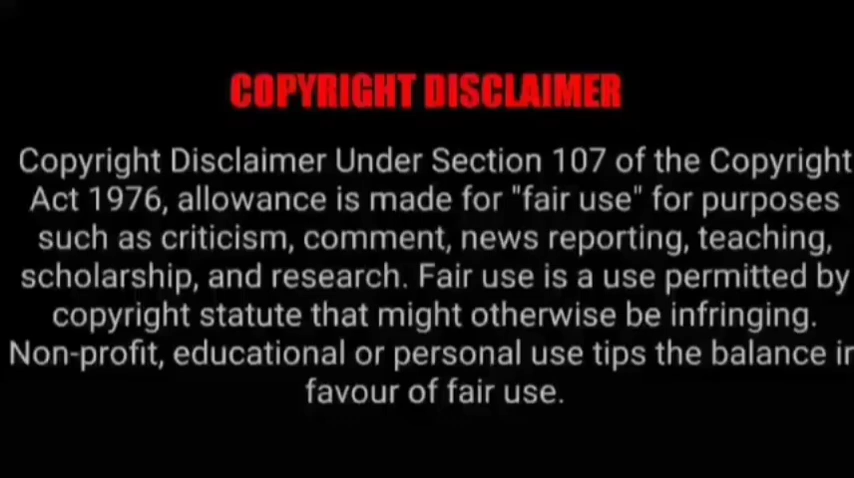 COPYRIGHT DISCLAIMER
Copyright Disclaimer Under Section 107 of the Copyright
Act 1976, allowance is made for "fair use" for purposes
such as criticism, comment, news reporting, teaching,
scholarship, and research. Fair use is a use permitted by
copyright statute that might otherwise be infringing.
Non-profit, educational or personal use tips the balance in
favour of fair use.